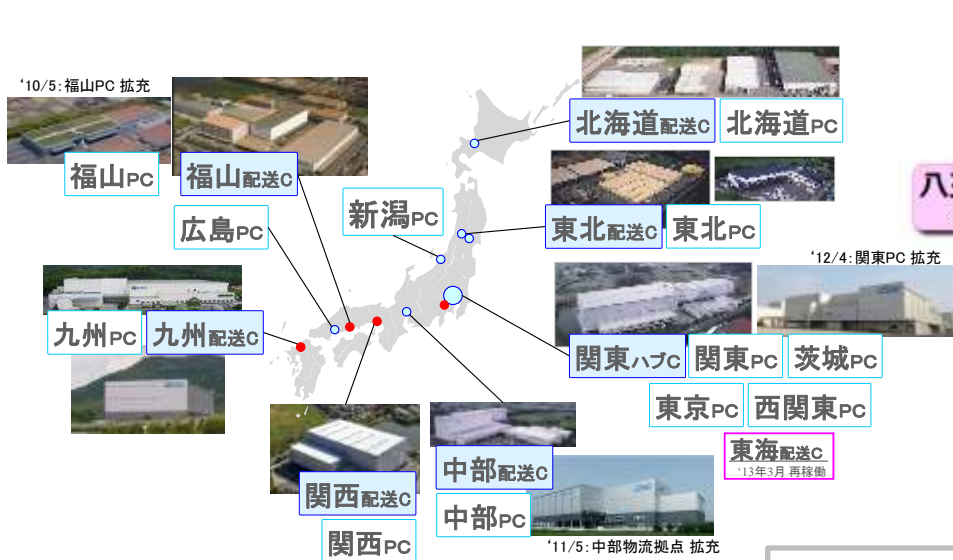 ‘10/5：福山PC 拡充
福山PC
福山配送C
広島PC
新潟PC
北海道配送C
北海道PC
東北配送C
東北PC
‘12/4：関東PC 拡充
九州PC
九州配送C
関東ハブC
関東PC
茨城PC
東京PC
西関東PC
東海配送C
‘13年3月 再稼働
関西配送C
関西PC
中部配送C
中部PC
‘11/5：中部物流拠点 拡充
八